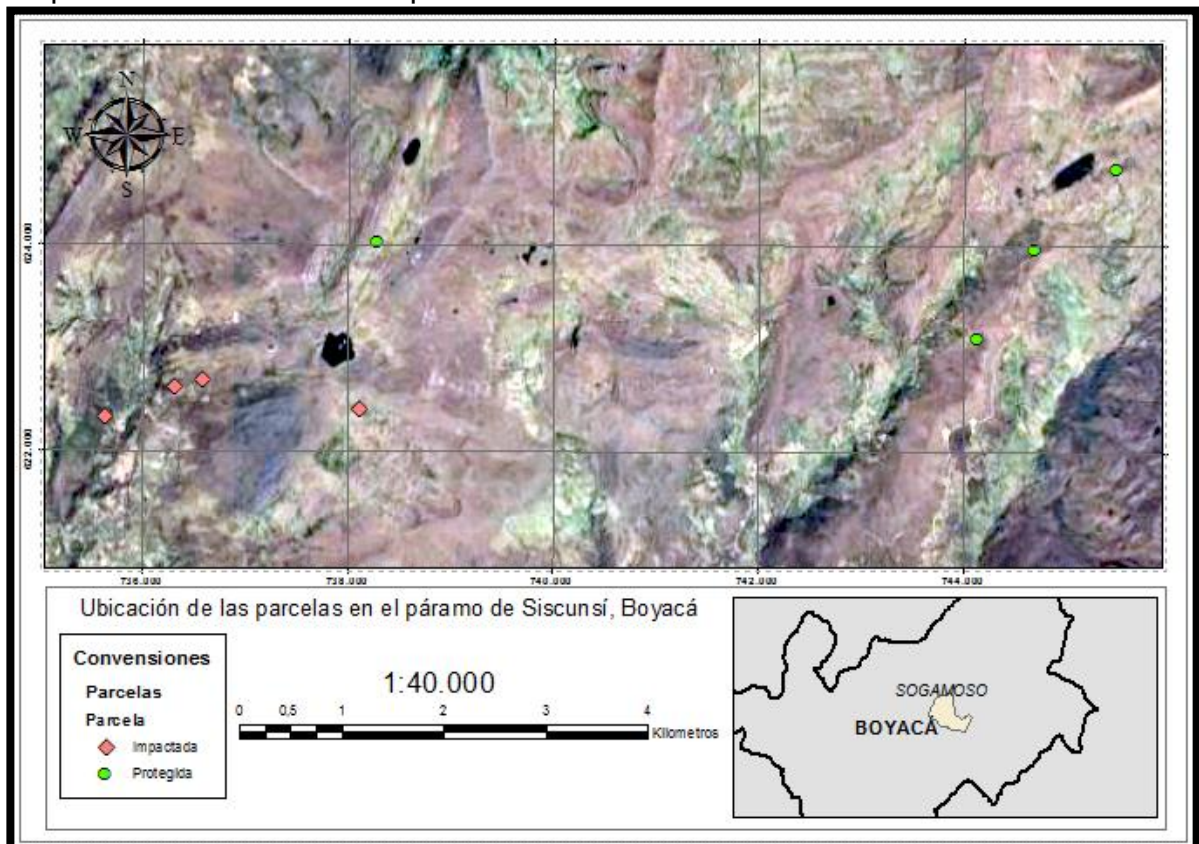 N
W E
S
624.000
622.000
736.000 738.000 740.000 742.000 744.000
Ubicación de las parcelas en el páramo de Siscunsí, Boyacá
Convensiones
Parcelas
Parcela
Impactada
Protegida
1:40.000
0 0,5 1 2 3 4
Kilometros
SOGAMOSO
BOYACÁ